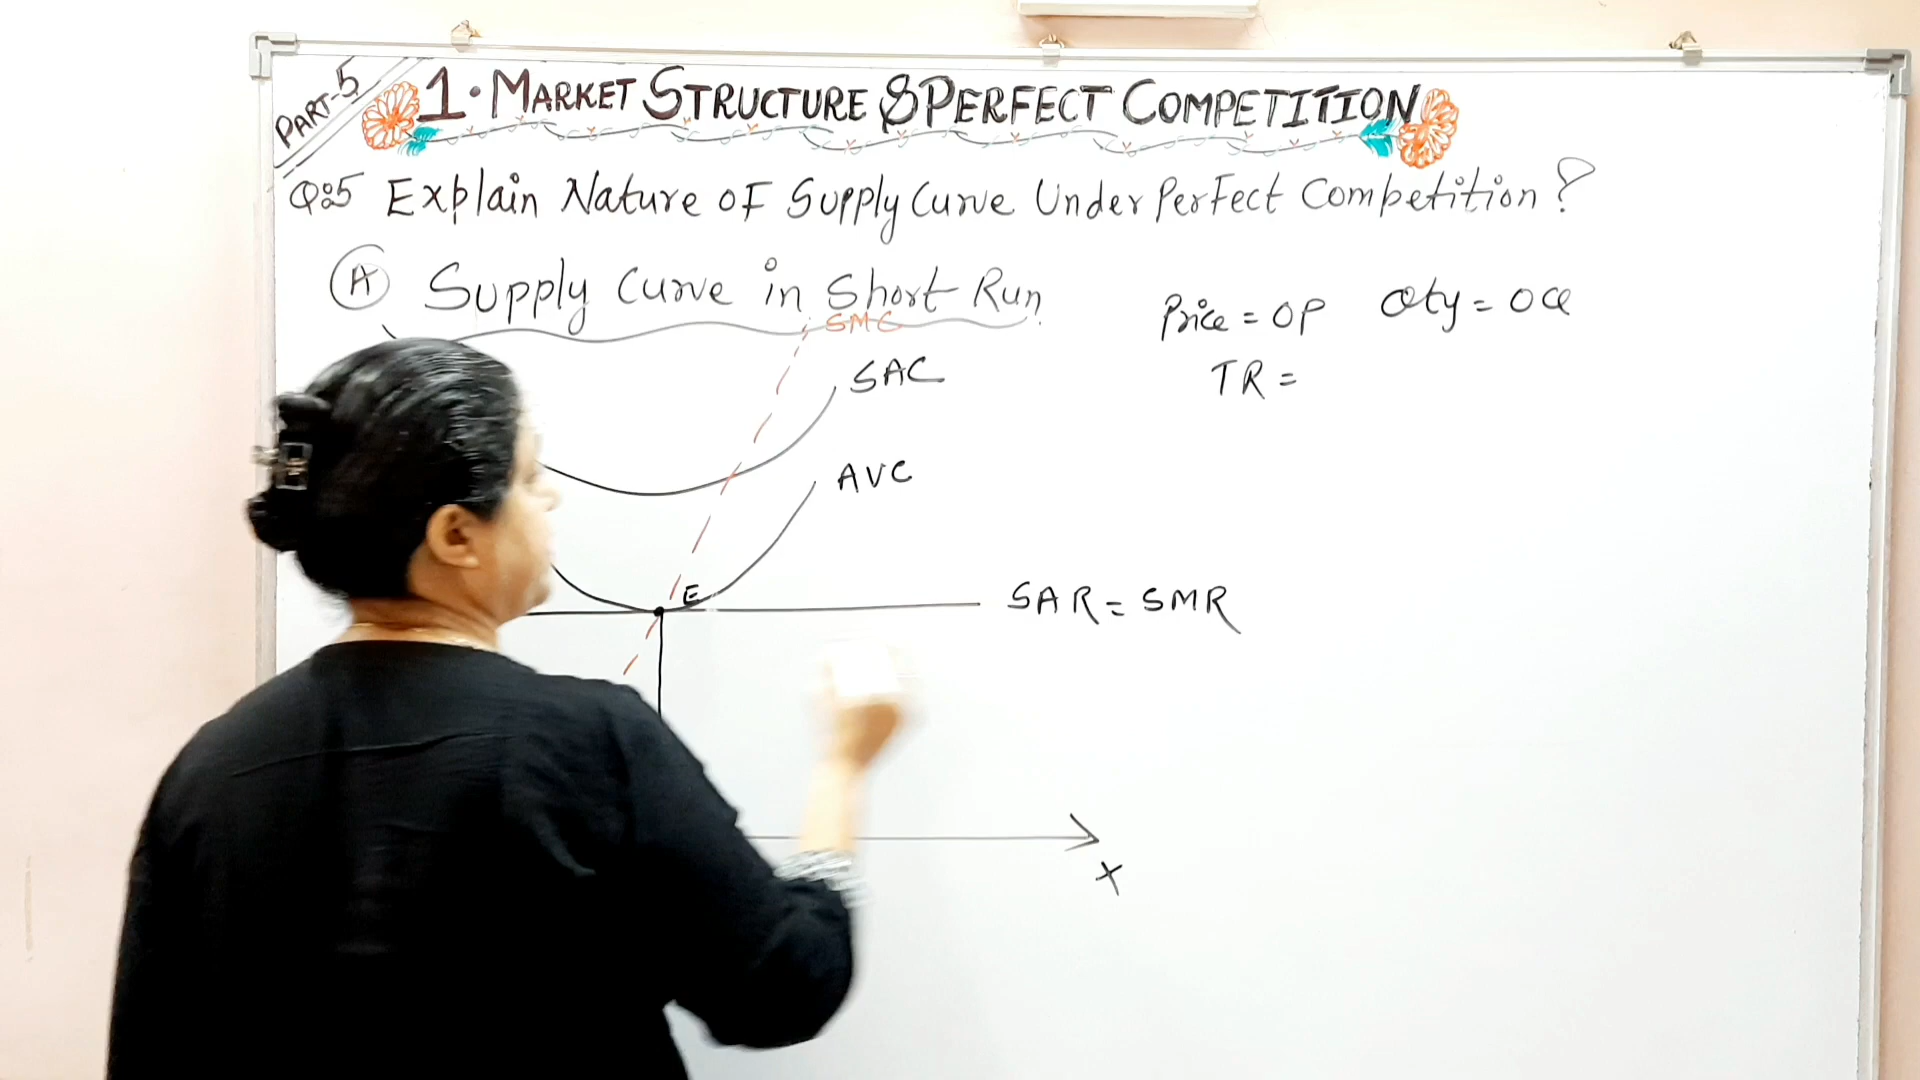 PART-5
1. MARKET STRUCTURE & PERFECT COMPETITION
Q:5 Explain Nature OF Supply Curve Under Perfect Competition?
(A) Supply Curve in Short Run
Price = OP Qty = OQ
TR =
SMC
SAC
AVC
E
SAR = SMR
X